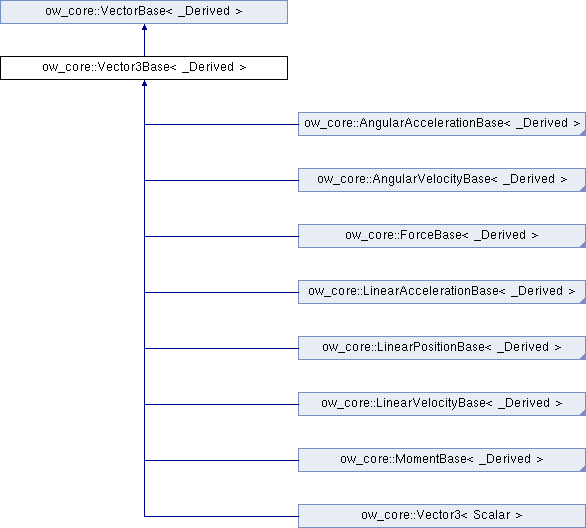 ow_core::VectorBase< _Derived >
ow_core::Vector3Base< _Derived >
ow_core::AngularAccelerationBase< _Derived >
ow_core::AngularVelocityBase< _Derived >
ow_core::ForceBase< _Derived >
ow_core::LinearAccelerationBase< _Derived >
ow_core::LinearPositionBase< _Derived >
ow_core::LinearVelocityBase< _Derived >
ow_core::MomentBase< _Derived >
ow_core::Vector3< Scalar >